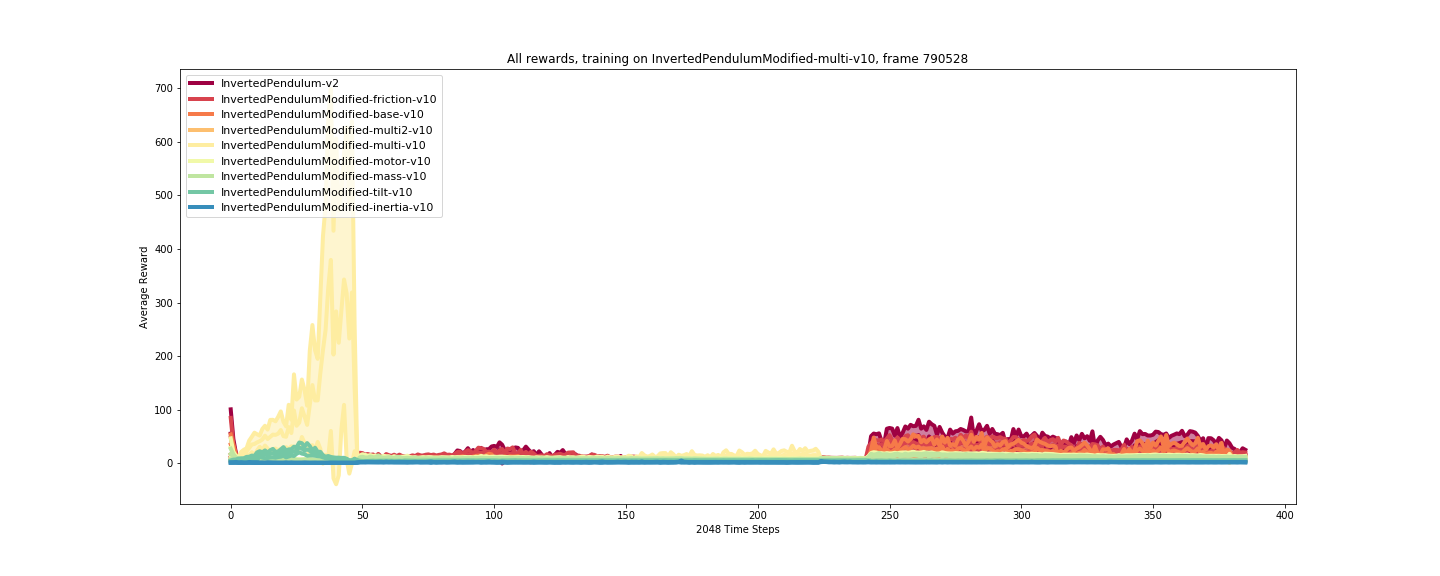 All rewards, training on InvertedPendulumModified-multi-v10, frame 790528
InvertedPendulum-v2
InvertedPendulumModified-friction-v10
InvertedPendulumModified-base-v10
InvertedPendulumModified-multi2-v10
InvertedPendulumModified-multi-v10
InvertedPendulumModified-motor-v10
InvertedPendulumModified-mass-v10
InvertedPendulumModified-tilt-v10
InvertedPendulumModified-inertia-v10
700
600
500
400
300
200
100
0
Average Reward
0 50 100 150 200 250 300 350 400
2048 Time Steps